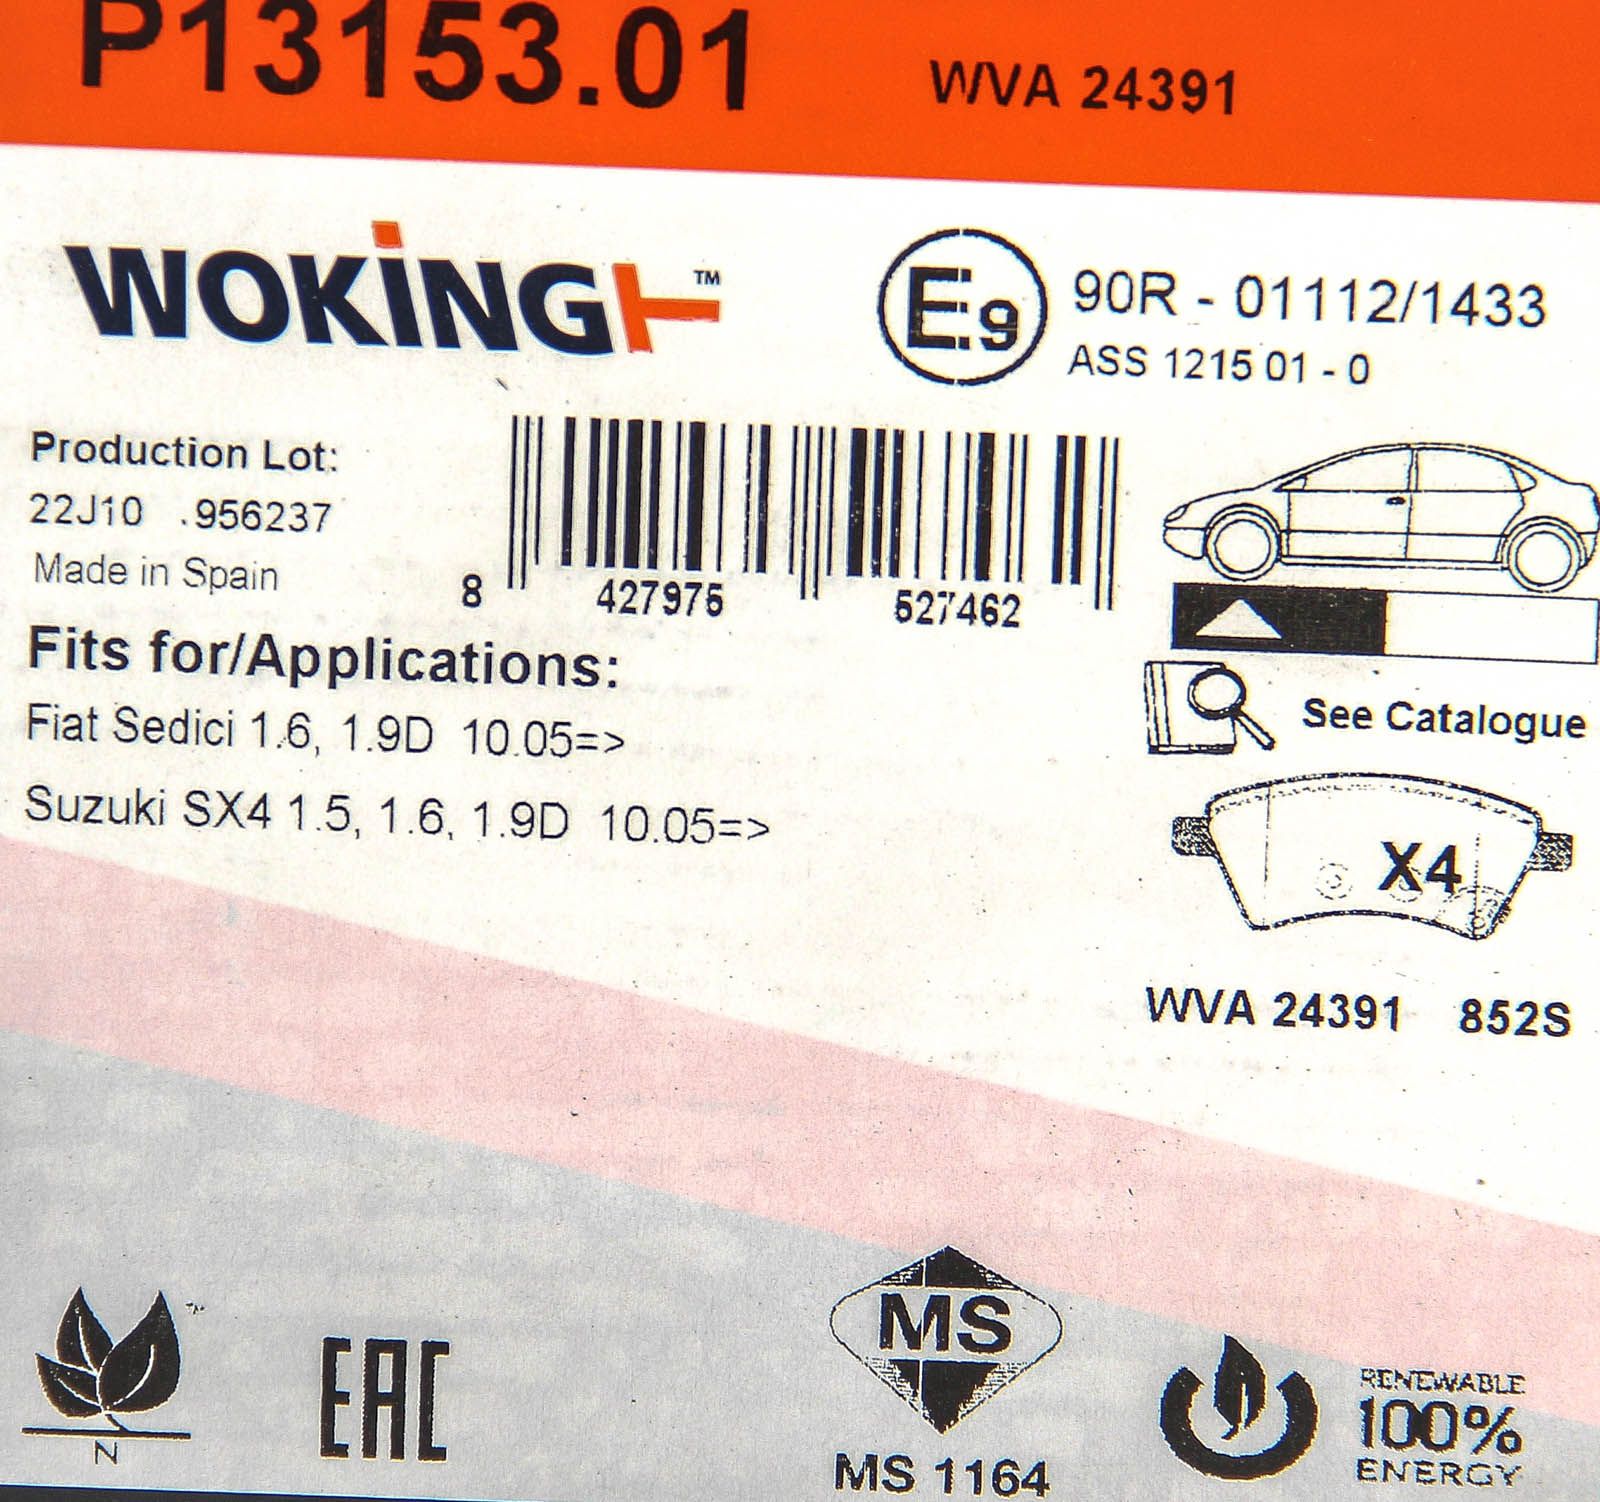 P13153.01 WVA 24391
WOKING™
E9 90R - 01112/1433
ASS 1215 01 - 0
Production Lot:
22J10 .956237
Made in Spain
8 427975 527462
Fits for/Applications:
Fiat Sedici 1.6, 1.9D 10.05=>
Suzuki SX4 1.5, 1.6, 1.9D 10.05=>
See Catalogue
X4
WVA 24391 852S
N
EAC
MS
MS 1164
RENEWABLE
100%
ENERGY